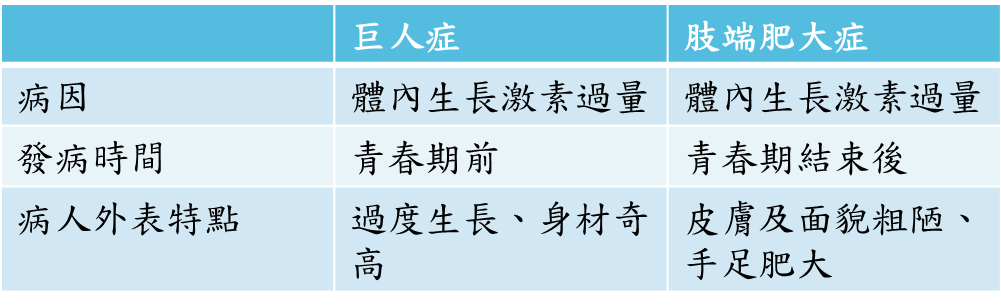 巨人症 肢端肥大症
病因 體內生長激素過量 體內生長激素過量
發病時間 青春期前 青春期結束後
病人外表特點 過度生長、身材奇 皮膚及面貌粗陋、
高 手足肥大